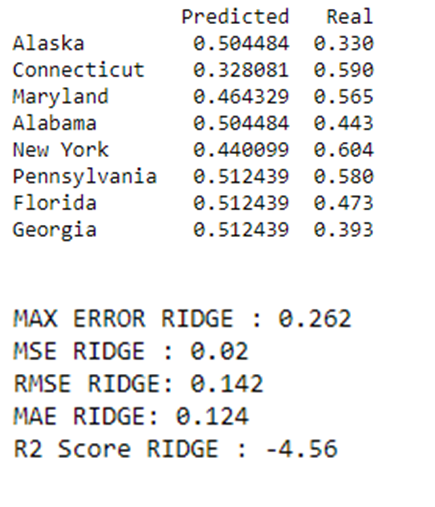 Predicted Real
Alaska 0.504484 0.330
Connecticut 0.328081 0.590
Maryland 0.464329 0.565
Alabama 0.504484 0.443
New York 0.440099 0.604
Pennsylvania 0.512439 0.580
Florida 0.512439 0.473
Georgia 0.512439 0.393
MAX ERROR RIDGE : 0.262
MSE RIDGE : 0.02
RMSE RIDGE: 0.142
MAE RIDGE: 0.124
R2 Score RIDGE : -4.56